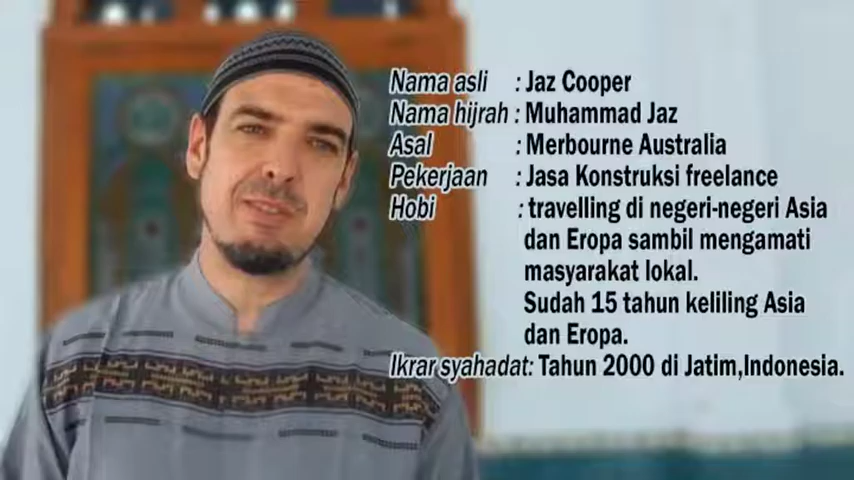 Nama asli : Jaz Cooper
Nama hijrah : Muhammad Jaz
Asal : Merbourne Australia
Pekerjaan : Jasa Konstruksi freelance
Hobi : travelling di negeri-negeri Asia
dan Eropa sambil mengamati
masyarakat lokal.
Sudah 15 tahun keliling Asia
dan Eropa.
Ikrar syahadat: Tahun 2000 di Jatim,Indonesia.